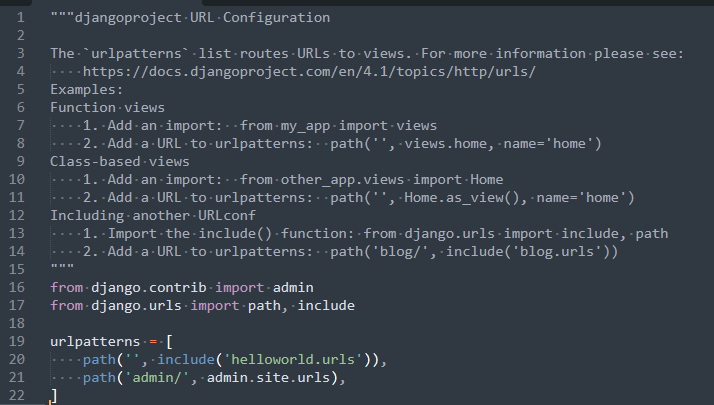 1 """djangoproject URL Configuration
2
3 The `urlpatterns` list routes URLs to views. For more information please see:
4     https://docs.djangoproject.com/en/4.1/topics/http/urls/
5 Examples:
6 Function views
7     1. Add an import:  from my_app import views
8     2. Add a URL to urlpatterns:  path('', views.home, name='home')
9 Class-based views
10     1. Add an import:  from other_app.views import Home
11     2. Add a URL to urlpatterns:  path('', Home.as_view(), name='home')
12 Including another URLconf
13     1. Import the include() function: from django.urls import include, path
14     2. Add a URL to urlpatterns:  path('blog/', include('blog.urls'))
15 """
16 from django.contrib import admin
17 from django.urls import path, include
18
19 urlpatterns = [
20     path('', include('helloworld.urls')),
21     path('admin/', admin.site.urls),
22 ]